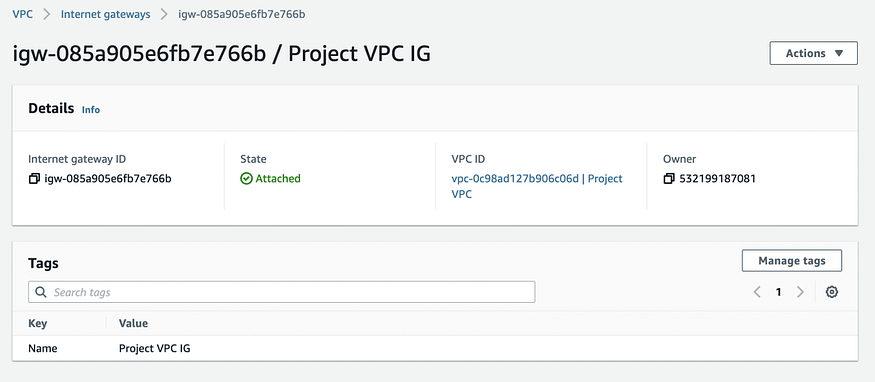 VPC > Internet gateways > igw-085a905e6fb7e766b
igw-085a905e6fb7e766b / Project VPC IG
Actions ▼
Details Info
Internet gateway ID
igw-085a905e6fb7e766b
State
Attached
VPC ID
vpc-0c98ad127b906c06d | Project
VPC
Owner
532199187081
Tags
Manage tags
Search tags
< 1 >
Key Value
Name Project VPC IG